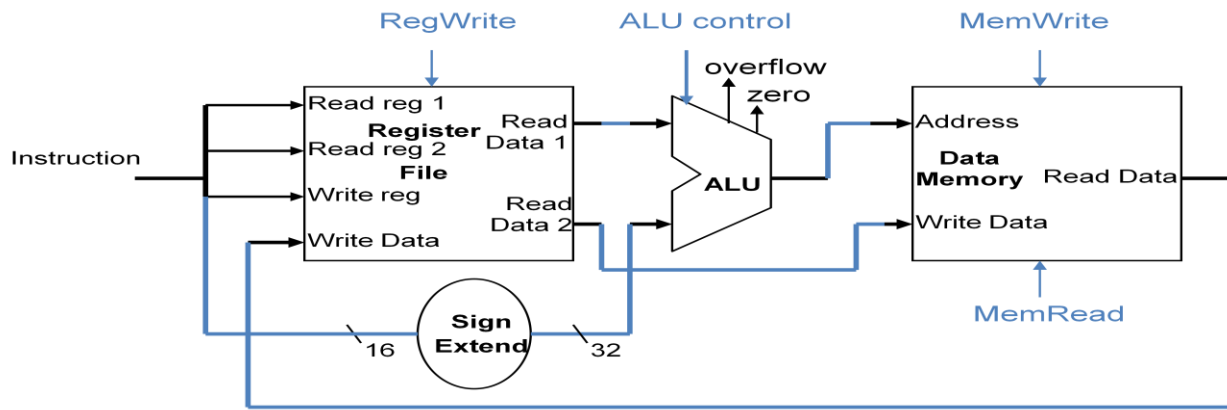 RegWrite
ALU control
MemWrite
overflow
zero
Instruction
Read reg 1
Register
Read reg 2
File
Write reg
Write Data
Read
Data 1
Read
Data 2
ALU
Address
Data
Memory
Read Data
Write Data
Sign
Extend
16
32
MemRead